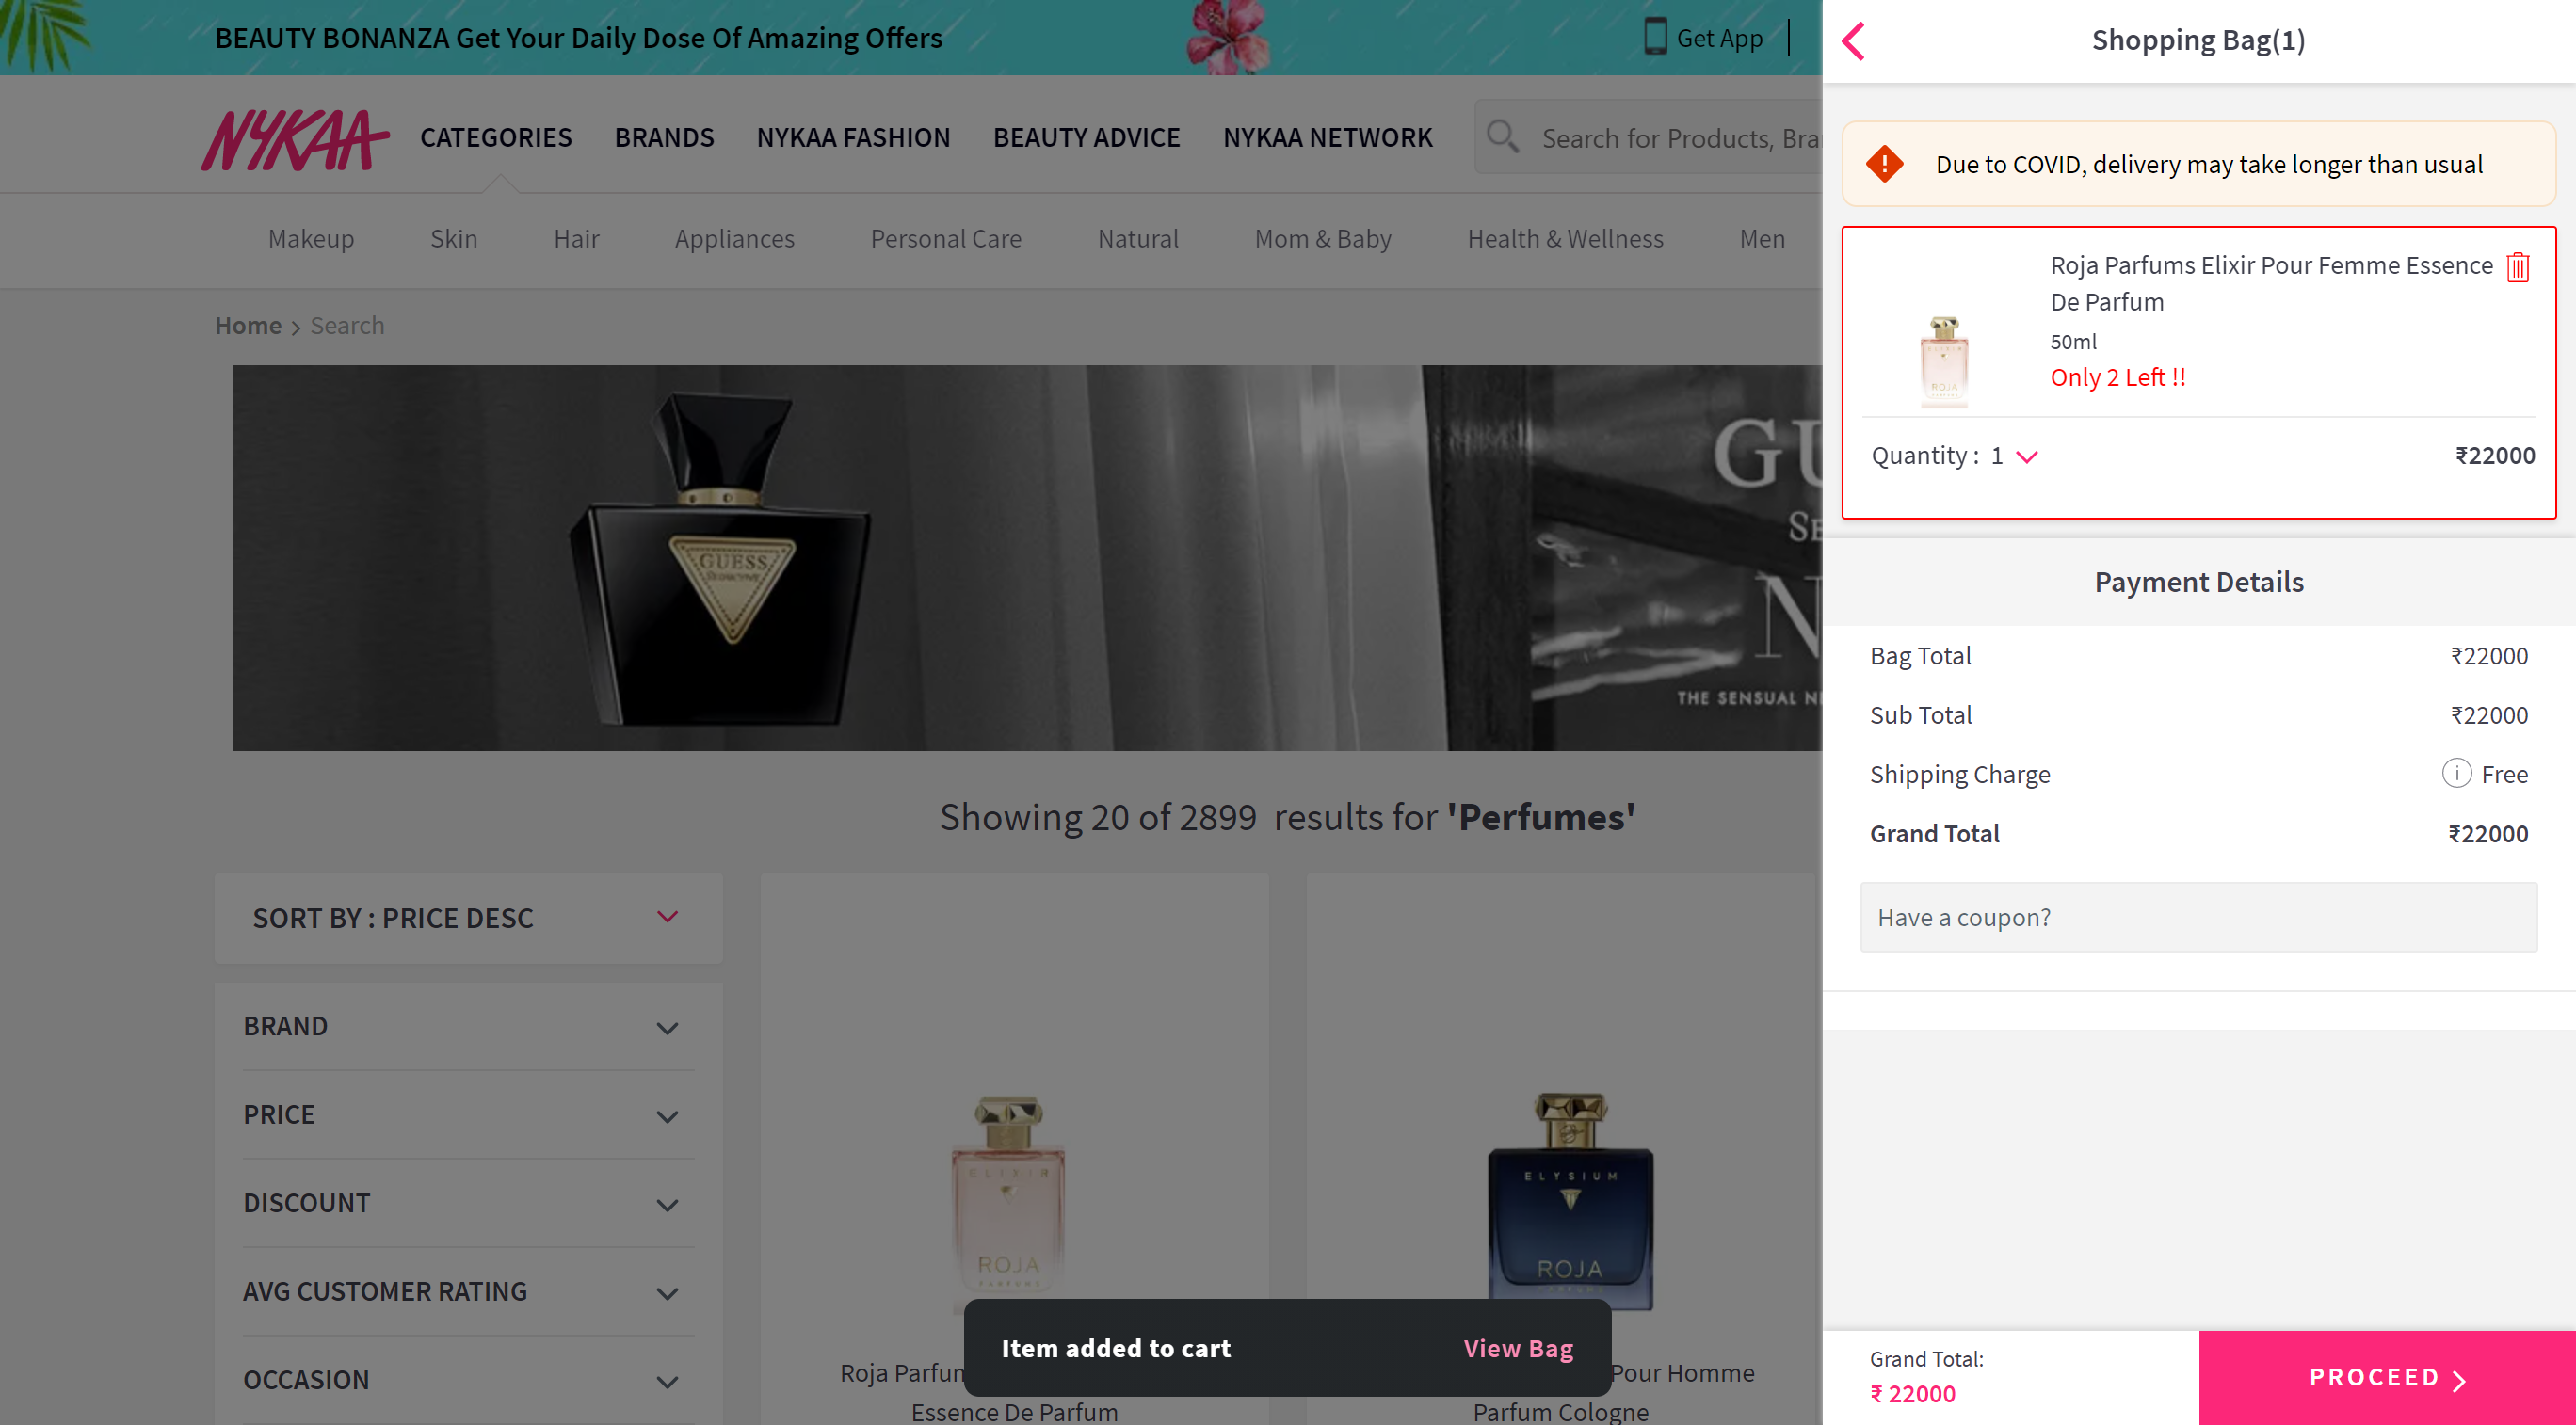 BEAUTY BONANZA Get Your Daily Dose Of Amazing Offers
Get App
NYKAA
CATEGORIES
BRANDS
NYKAA FASHION
BEAUTY ADVICE
NYKAA NETWORK
Search for Products, Bra
Makeup
Skin
Hair
Appliances
Personal Care
Natural
Mom & Baby
Health & Wellness
Men
Home > Search
GUESS
SEDUCTIVE
GU
SE
N
THE SENSUAL N
Showing 20 of 2899 results for 'Perfumes'
SORT BY : PRICE DESC
BRAND
PRICE
DISCOUNT
AVG CUSTOMER RATING
OCCASION
ELIXIR
ROJA
PARFUMS
Roja Parfun
Essence De Parfum
ELYSIUM
ROJA
PARFUMS
Pour Homme
Parfum Cologne
Item added to cart
View Bag
Shopping Bag(1)
Due to COVID, delivery may take longer than usual
Roja Parfums Elixir Pour Femme Essence
De Parfum
50ml
Only 2 Left !!
ROJA
Quantity : 1
₹22000
Payment Details
Bag Total ₹22000
Sub Total ₹22000
Shipping Charge i Free
Grand Total ₹22000
Have a coupon?
Grand Total:
₹ 22000
PROCEED